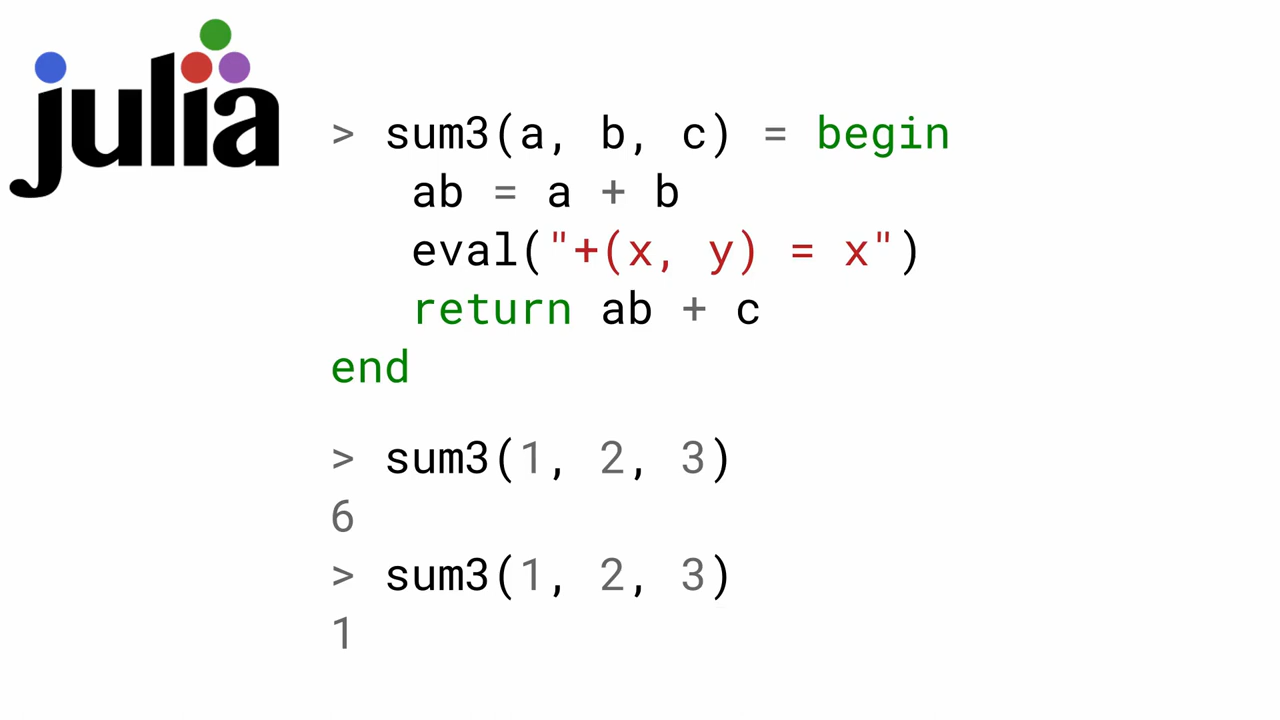 julia
> sum3(a, b, c) = begin
ab = a + b
eval("+(x, y) = x")
return ab + c
end
> sum3(1, 2, 3)
6
> sum3(1, 2, 3)
1